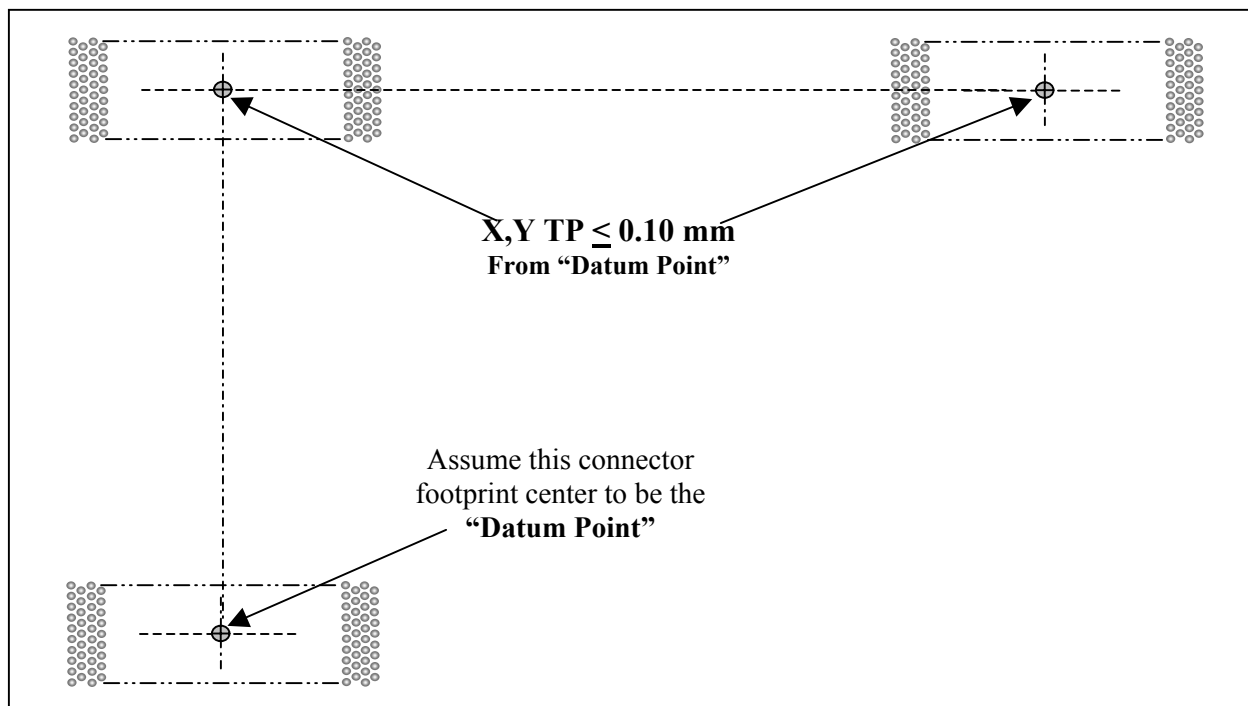 X,Y TP ≤ 0.10 mm
From “Datum Point”
Assume this connector
footprint center to be the
“Datum Point”